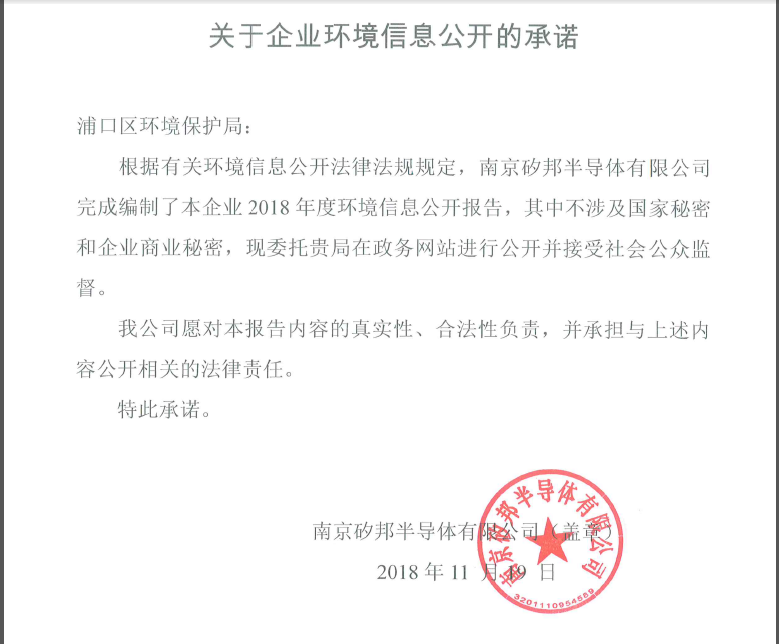 关于企业环境信息公开的承诺
浦口区环境保护局：
根据有关环境信息公开法律法规规定，南京矽邦半导体有限公司
完成编制了本企业 2018 年度环境信息公开报告，其中不涉及国家秘密
和企业商业秘密，现委托贵局在政务网站进行公开并接受社会公众监
督。
我公司愿对本报告内容的真实性、合法性负责，并承担与上述内
容公开相关的法律责任。
特此承诺。
南京矽邦半导体有限公司（盖章）
2018 年 11 月 19 日
南京矽邦半导体有限公司
3201110954589